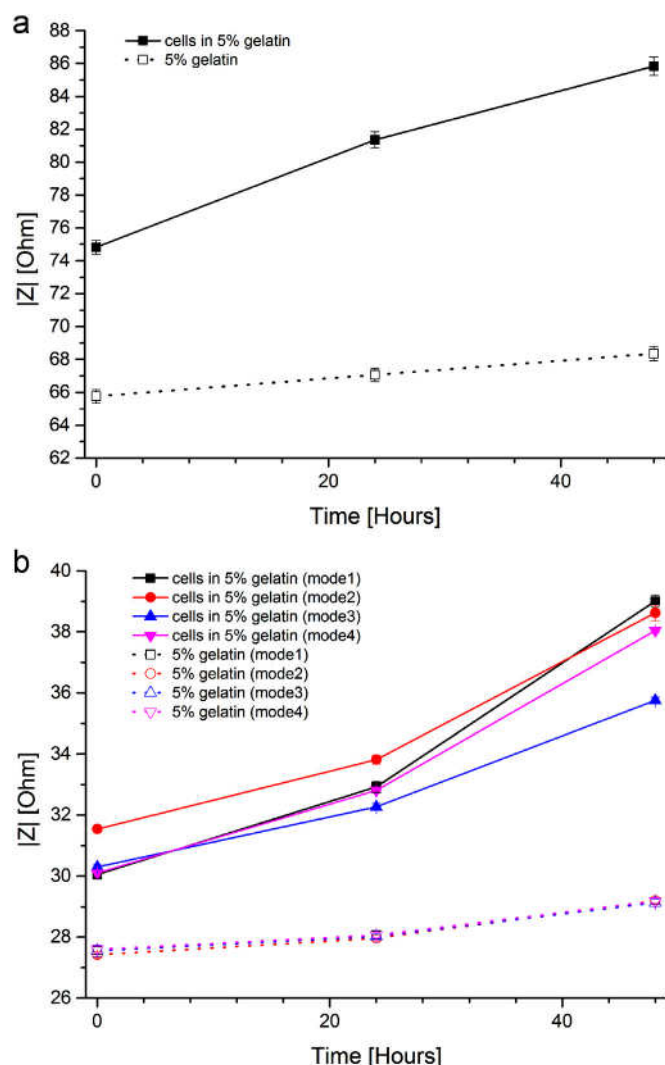 a
cells in 5% gelatin
5% gelatin
88
86
84
82
80
78
76
74
72
70
68
66
64
62
|Z| [Ohm]
0
20
40
Time [Hours]
b
cells in 5% gelatin (mode1)
cells in 5% gelatin (mode2)
cells in 5% gelatin (mode3)
cells in 5% gelatin (mode4)
5% gelatin (mode1)
5% gelatin (mode2)
5% gelatin (mode3)
5% gelatin (mode4)
40
38
36
34
32
30
28
26
|Z| [Ohm]
0
20
40
Time [Hours]